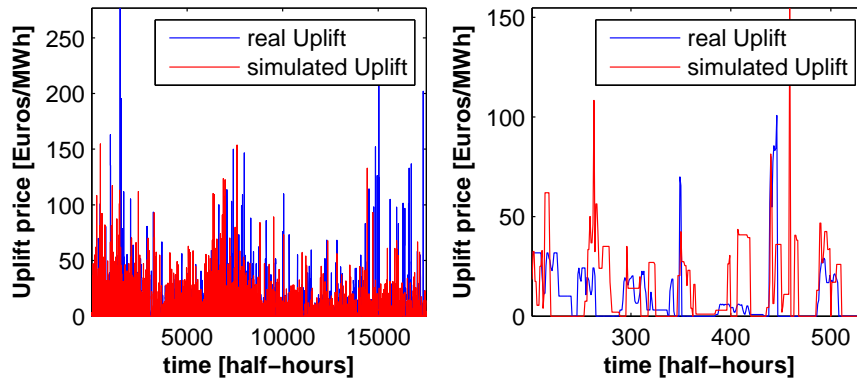 real Uplift
simulated Uplift
Uplift price [Euros/MWh]
250
200
150
100
50
0
5000 10000 15000
time [half-hours]
real Uplift
simulated Uplift
Uplift price [Euros/MWh]
150
100
50
0
300 400 500
time [half-hours]